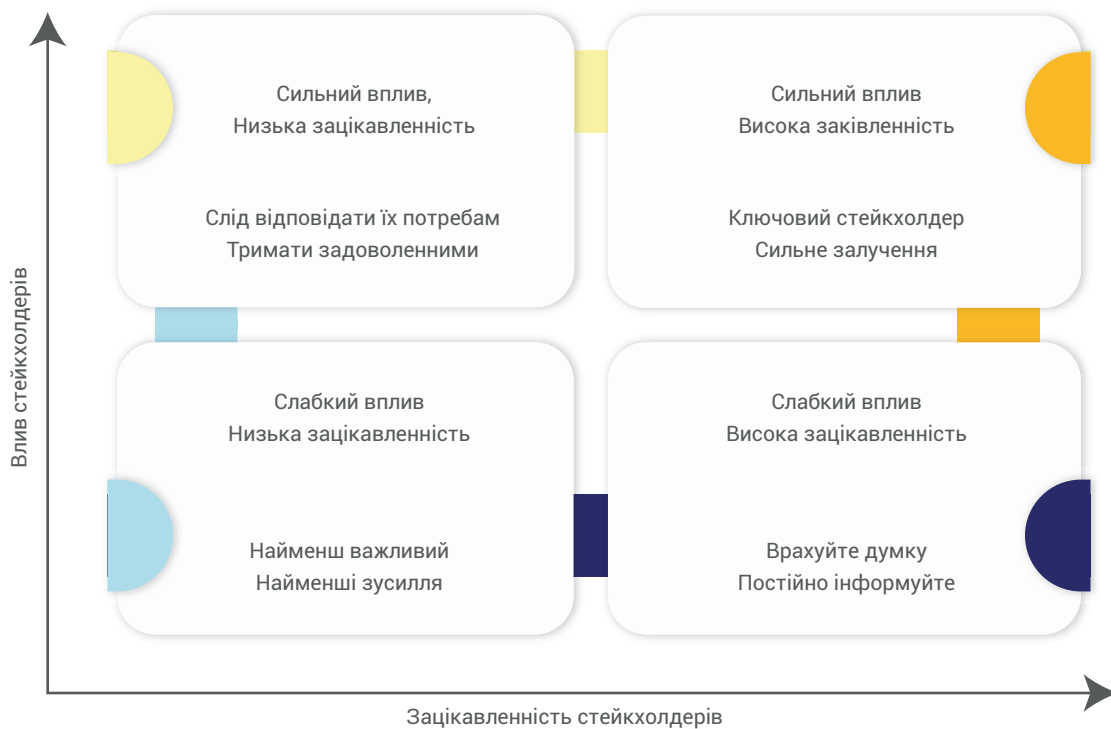 Сильний вплив,
Низька зацікавленність
Слід відповідати їх потребам
Тримати задоволенними
Сильний вплив
Висока заківленність
Ключовий стейкхолдер
Сильне залучення
Влив стейкхолдерів
Слабкий вплив
Низька зацікавленність
Найменш важливий
Найменші зусилля
Слабкий вплив
Висока зацікавленність
Врахуйте думку
Постійно інформуйте
Зацікавленність стейкхолдерів